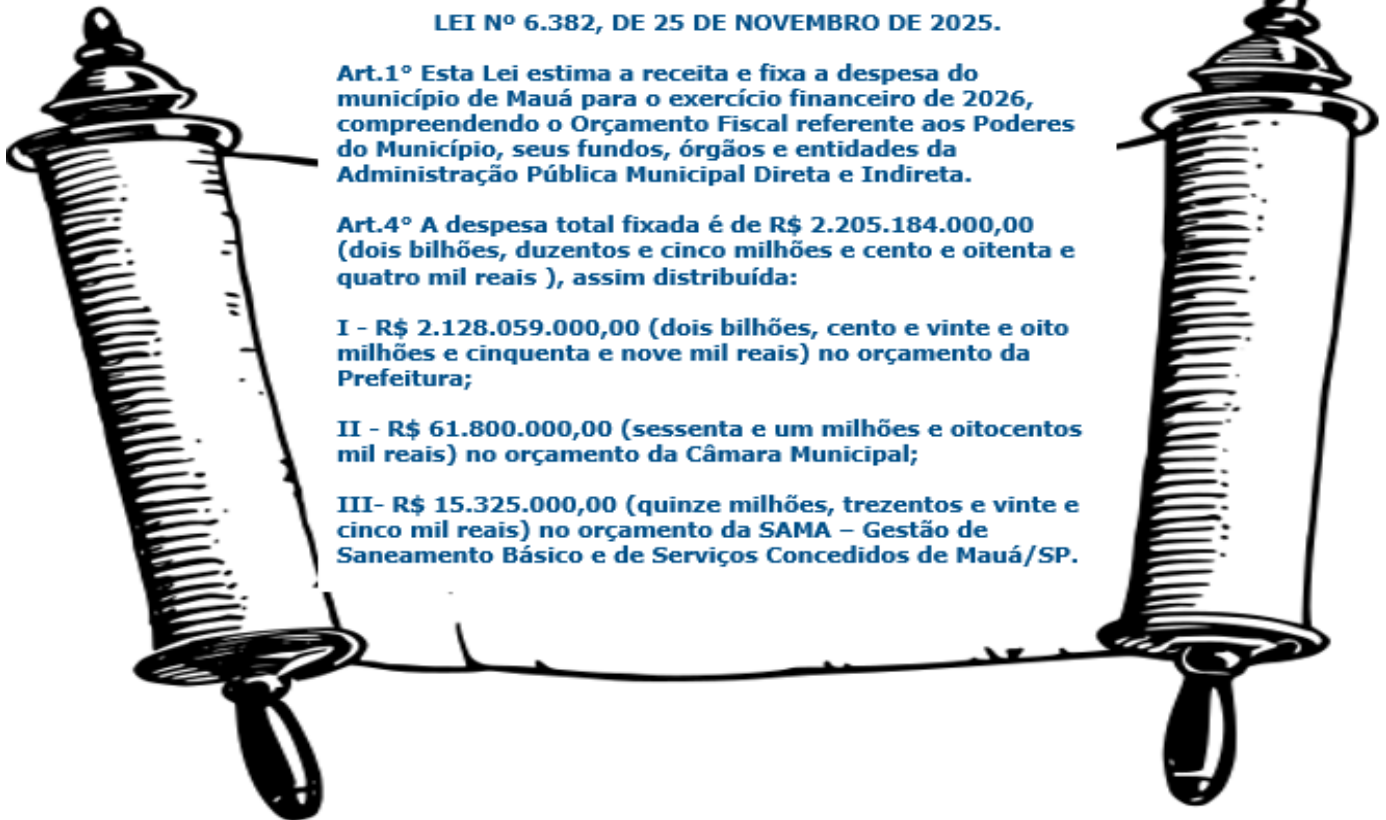 LEI Nº 6.382, DE 25 DE NOVEMBRO DE 2025.
Art.1° Esta Lei estima a receita e fixa a despesa do
município de Mauá para o exercício financeiro de 2026,
compreendendo o Orçamento Fiscal referente aos Poderes
do Município, seus fundos, órgãos e entidades da
Administração Pública Municipal Direta e Indireta.
Art.4° A despesa total fixada é de R$ 2.205.184.000,00
(dois bilhões, duzentos e cinco milhões e cento e oitenta e
quatro mil reais ), assim distribuída:
I - R$ 2.128.059.000,00 (dois bilhões, cento e vinte e oito
milhões e cinquenta e nove mil reais) no orçamento da
Prefeitura;
II - R$ 61.800.000,00 (sessenta e um milhões e oitocentos
mil reais) no orçamento da Câmara Municipal;
III- R$ 15.325.000,00 (quinze milhões, trezentos e vinte e
cinco mil reais) no orçamento da SAMA – Gestão de
Saneamento Básico e de Serviços Concedidos de Mauá/SP.